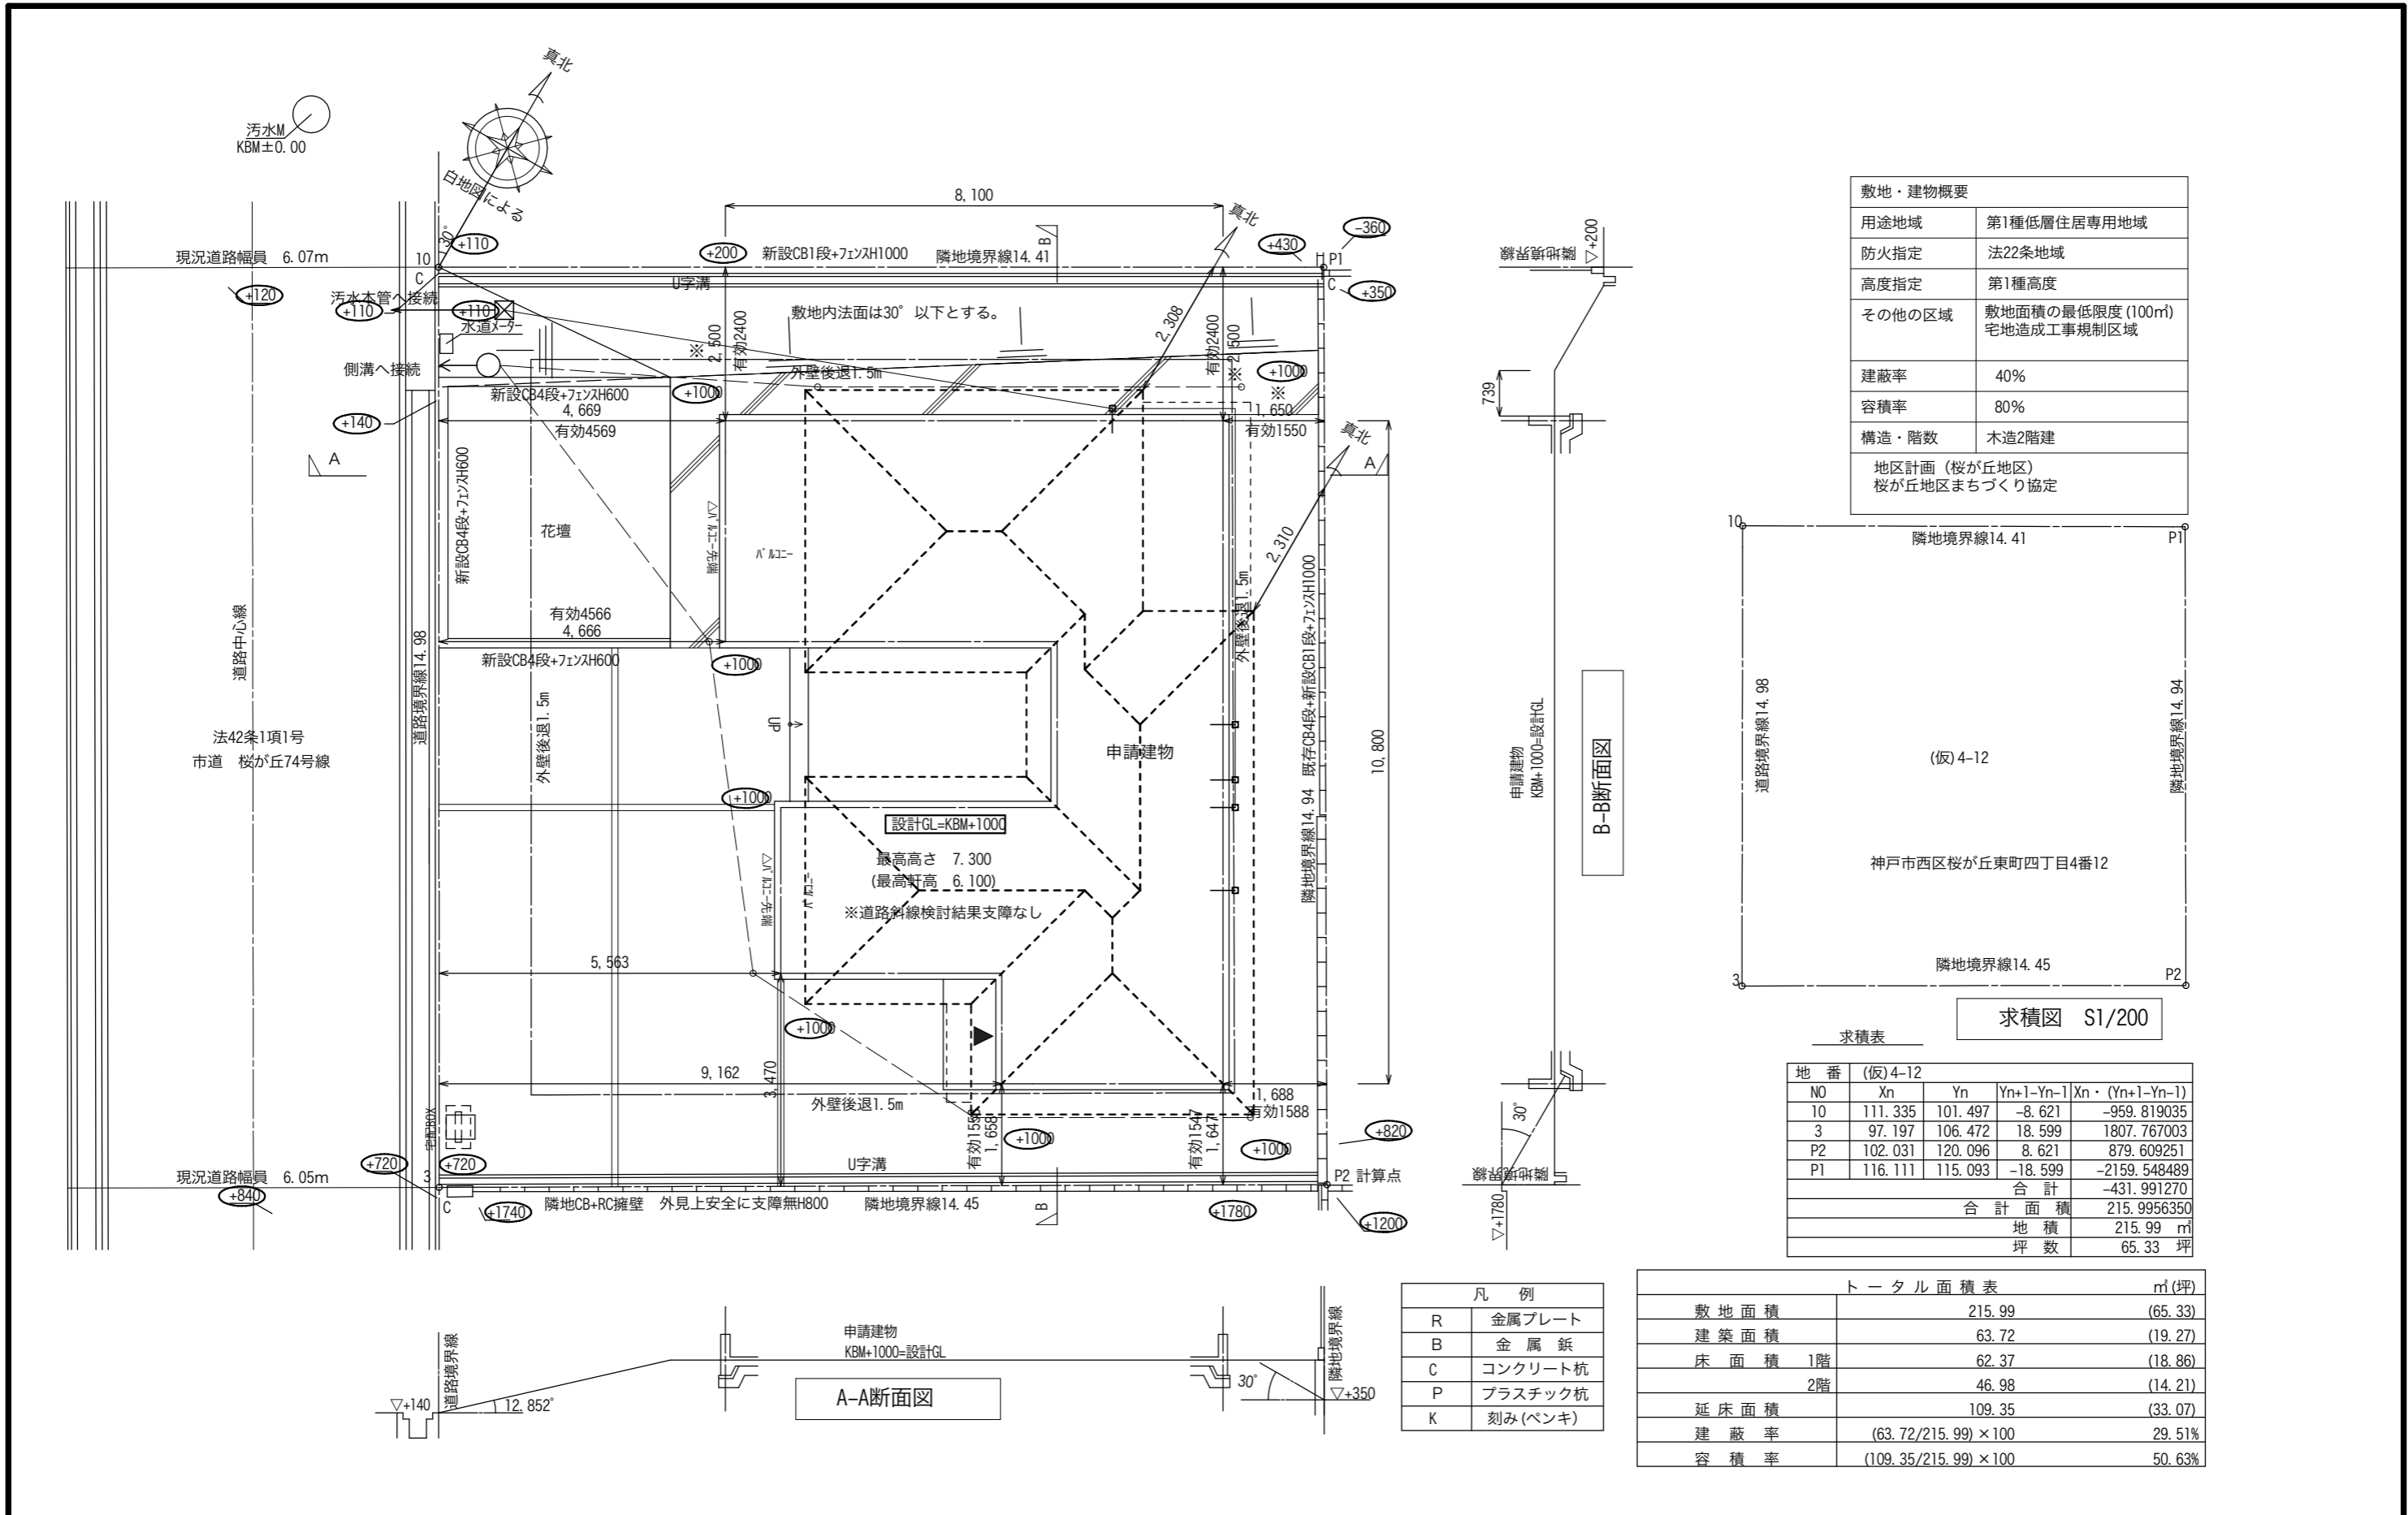 真北
汚水M
KBM±0.00
白地図による
30°
8,100
真北
B
-360
現況道路幅員 6.07m
10
C
+110
+200
新設CB1段+フェンスH1000
隣地境界線14.41
+430
P1
C
+350
U字溝
+120
汚水本管へ接続
+110
+110
水道メーター
敷地内法面は30°以下とする。
※2,500
有効2400
2,308
有効2400
※2,500
側溝へ接続
外壁後退1.5m
+1000
+1000
新設CB4段+フェンスH600
4,669
有効4569
※
1,650
有効1550
+140
A
真北
A
新設CB4段+フェンスH600
花壇
△バルコニー先端
バルコニー
2,310
有効4566
4,666
新設CB4段+フェンスH600
+1000
道路中心線
道路境界線14.98
外壁後退1.5m
外壁後退1.5m
隣地境界線14.94 既存CB4段+新設CB1段+フェンスH1000
10,800
法42条1項1号
市道 桜が丘74号線
UP
申請建物
+1000
設計GL=KBM+1000
最高高さ 7.300
(最高軒高 6.100)
※道路斜線検討結果支障なし
△バルコニー先端
バルコニー
5,563
+1000
9,162
3,470
外壁後退1.5m
1,688
有効1588
宅配BOX
有効1558
1,658
+1000
有効1547
1,647
+1000
+820
+720
+720
U字溝
現況道路幅員 6.05m
3
P2 計算点
+840
C
+1740
隣地CB+RC擁壁 外見上安全に支障無H800
隣地境界線14.45
B
+1780
+1200
隣地境界線
▽+200
739
申請建物
KBM+1000=設計GL
B-B断面図
30°
隣地境界線
▽+1780
道路境界線
▽+140
12.852°
申請建物
KBM+1000=設計GL
A-A断面図
30°
隣地境界線
▽+350
敷地・建物概要
用途地域 第1種低層住居専用地域
防火指定 法22条地域
高度指定 第1種高度
その他の区域 敷地面積の最低限度(100㎡)
宅地造成工事規制区域
建蔽率 40%
容積率 80%
構造・階数 木造2階建
地区計画（桜が丘地区）
桜が丘地区まちづくり協定
10
隣地境界線14.41
P1
道路境界線14.98
隣地境界線14.94
(仮)4-12
神戸市西区桜が丘東町四丁目4番12
隣地境界線14.45
3
P2
求積図 S1/200
求積表
地 番 (仮)4-12
NO Xn Yn Yn+1-Yn-1 Xn・(Yn+1-Yn-1)
10 111.335 101.497 -8.621 -959.819035
3 97.197 106.472 18.599 1807.767003
P2 102.031 120.096 8.621 879.609251
P1 116.111 115.093 -18.599 -2159.548489
合 計 -431.991270
合 計 面 積 215.9956350
地 積 215.99 ㎡
坪 数 65.33 坪
凡 例
R 金属プレート
B 金 属 鋲
C コンクリート杭
P プラスチック杭
K 刻み(ペンキ)
トータル面積表 ㎡(坪)
敷地面積 215.99 (65.33)
建築面積 63.72 (19.27)
床面積 1階 62.37 (18.86)
2階 46.98 (14.21)
延床面積 109.35 (33.07)
建蔽率 (63.72/215.99)×100 29.51%
容積率 (109.35/215.99)×100 50.63%